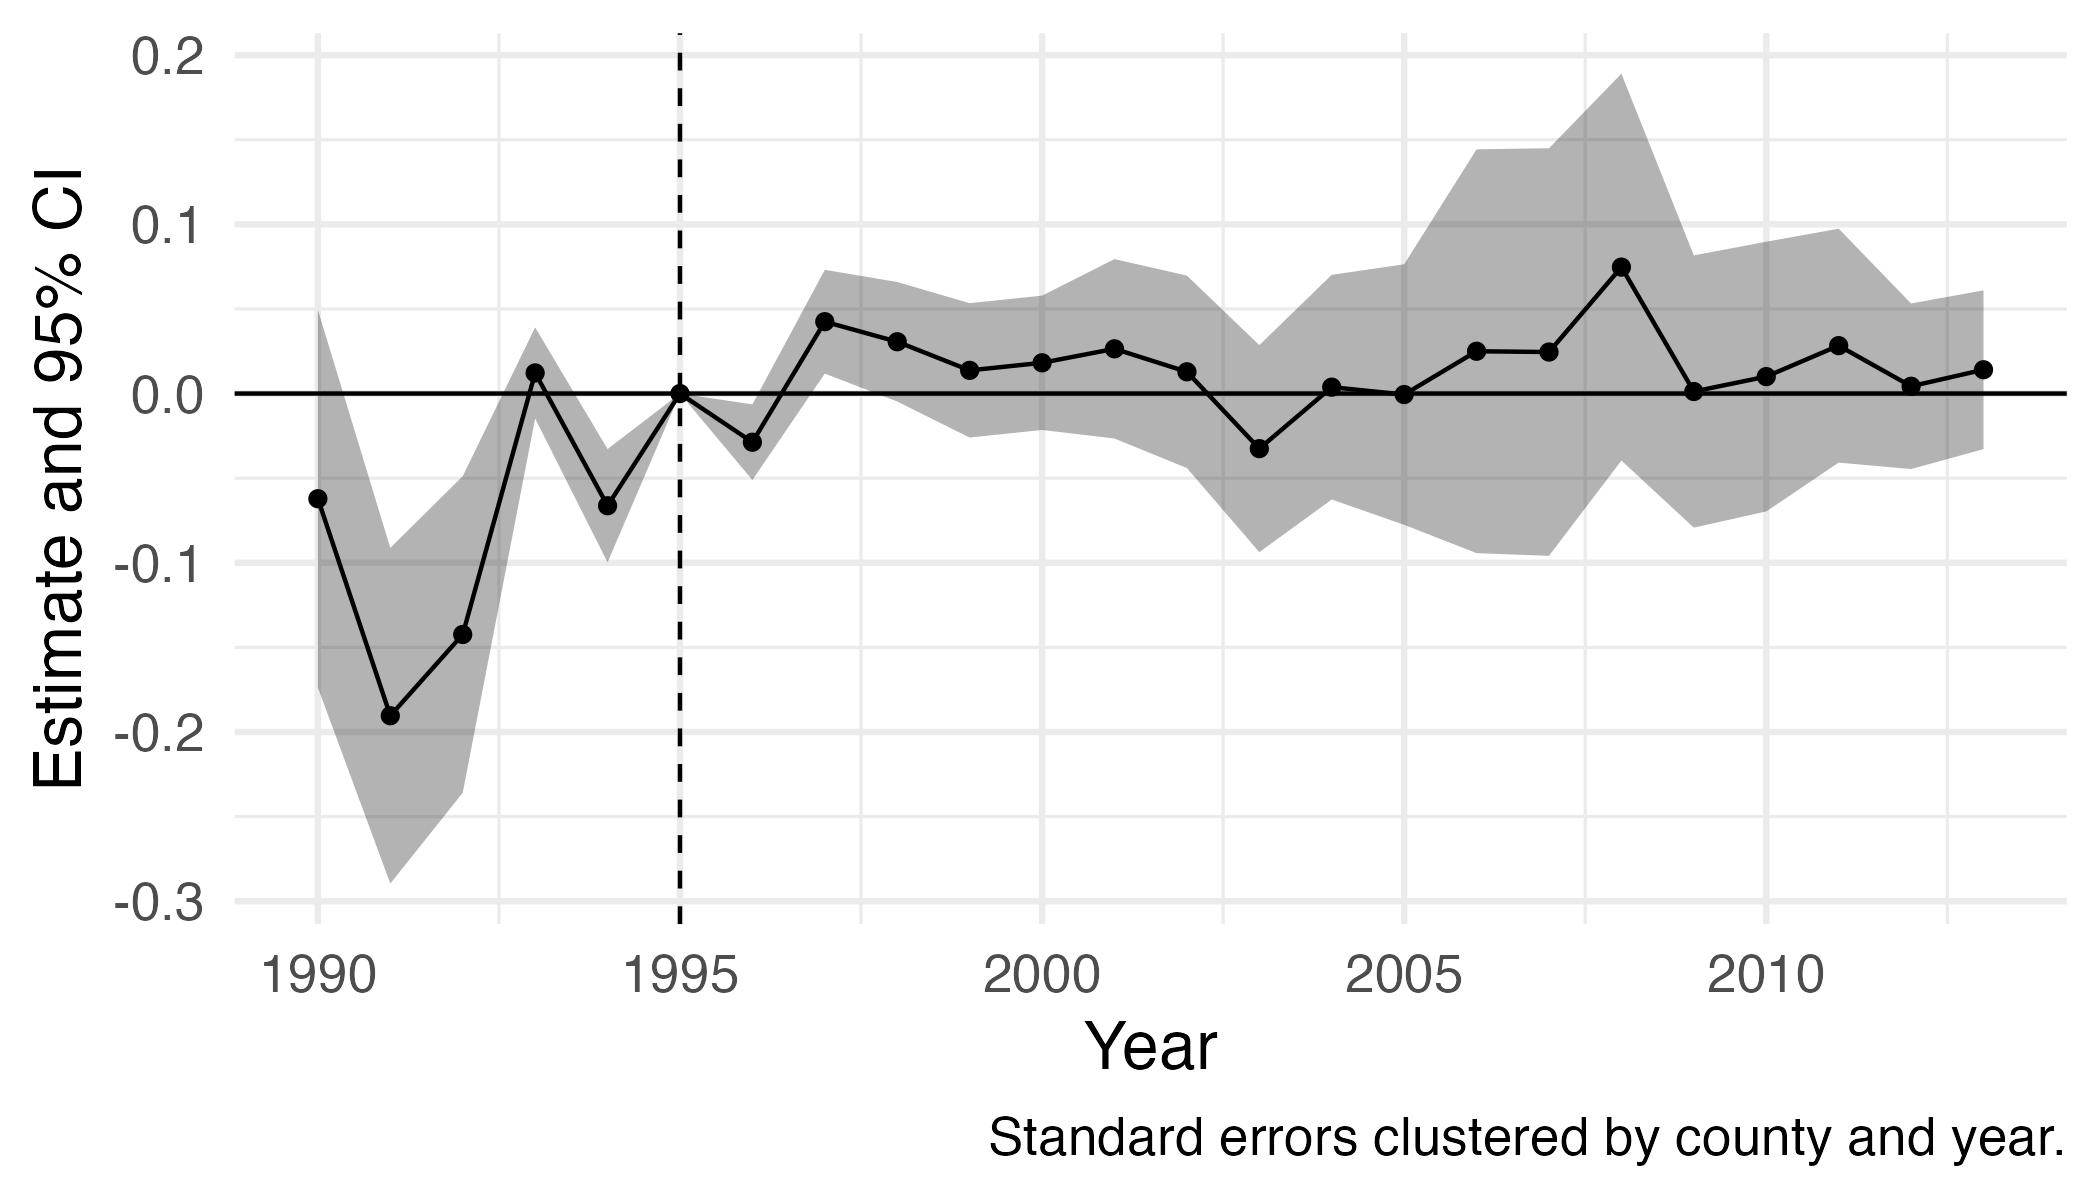 0.2
0.1
0.0
-0.1
-0.2
-0.3
Estimate and 95% CI
1990 1995 2000 2005 2010
Year
Standard errors clustered by county and year.